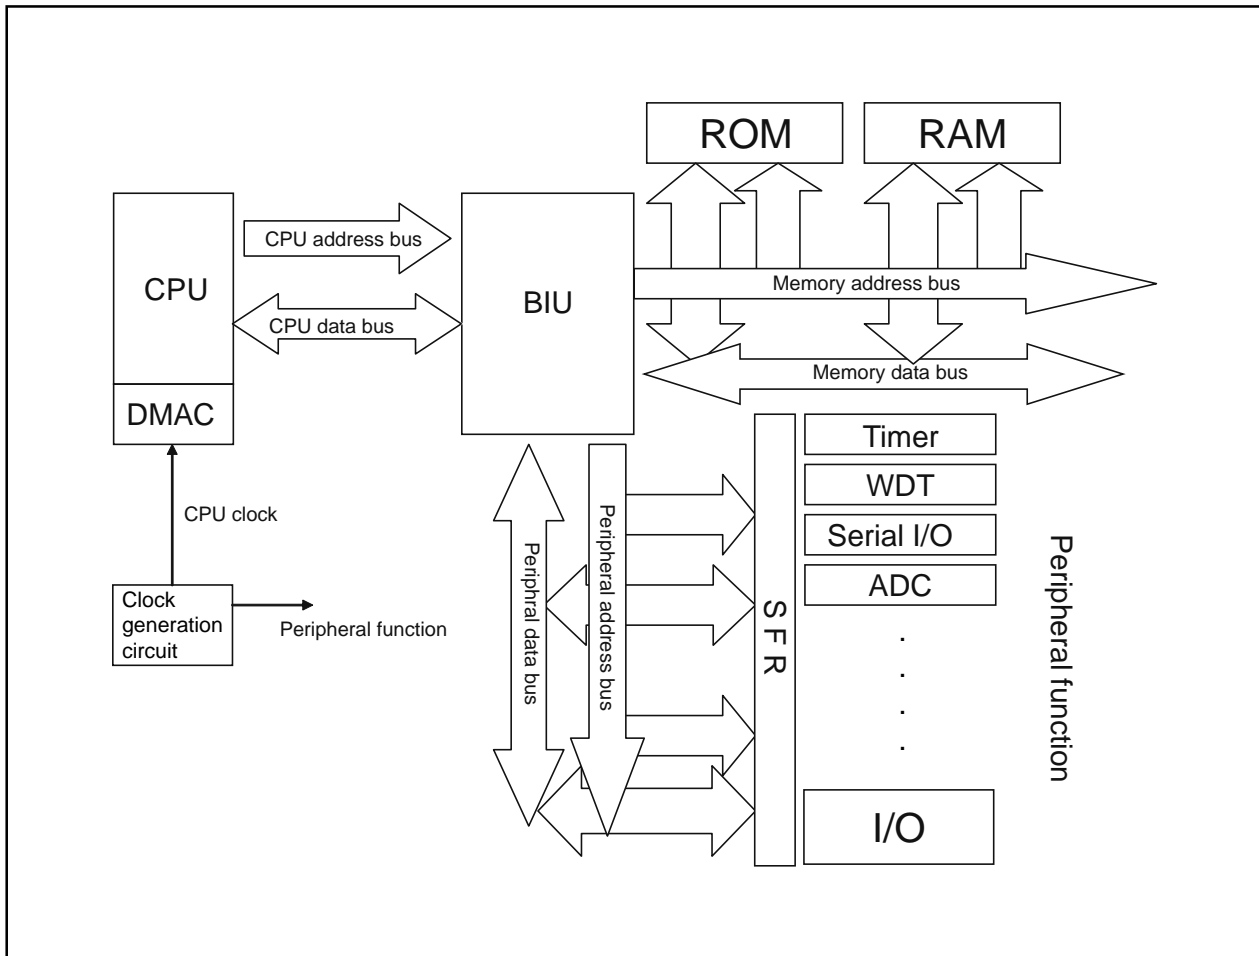 ROM
RAM
CPU address bus
CPU
BIU
Memory address bus
CPU data bus
Memory data bus
DMAC
Timer
WDT
CPU clock
Serial I/O
ADC
Periphral data bus
Peripheral address bus
S F R
Peripheral function
Clock
generation
circuit
Peripheral function
.
.
.
.
I/O